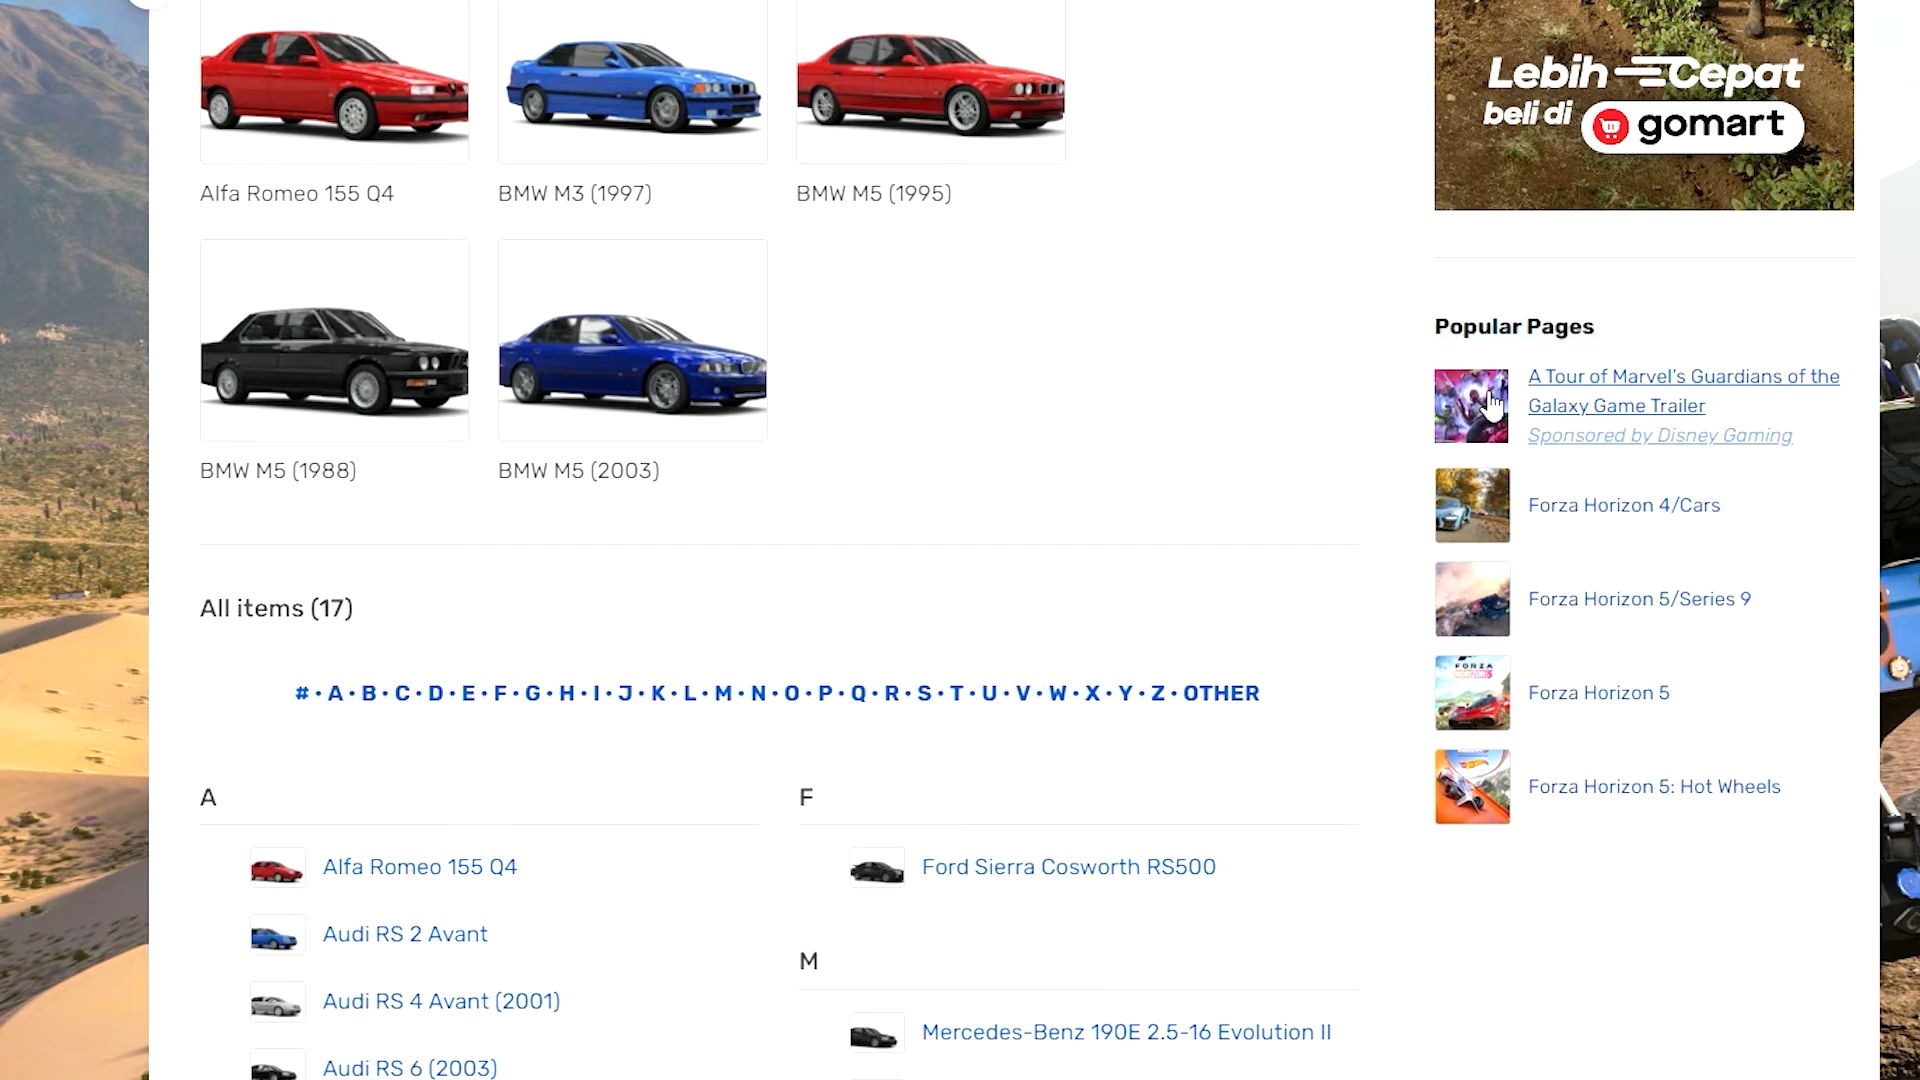 Lebih Cepat
beli di gomart
Alfa Romeo 155 Q4
BMW M3 (1997)
BMW M5 (1995)
BMW M5 (1988)
BMW M5 (2003)
All items (17)
# · A · B · C · D · E · F · G · H · I · J · K · L · M · N · O · P · Q · R · S · T · U · V · W · X · Y · Z · OTHER
A
Alfa Romeo 155 Q4
Audi RS 2 Avant
Audi RS 4 Avant (2001)
Audi RS 6 (2003)
F
Ford Sierra Cosworth RS500
M
Mercedes-Benz 190E 2.5-16 Evolution II
Popular Pages
A Tour of Marvel's Guardians of the
Galaxy Game Trailer
Sponsored by Disney Gaming
Forza Horizon 4/Cars
Forza Horizon 5/Series 9
FORZA
Forza Horizon 5
Forza Horizon 5: Hot Wheels